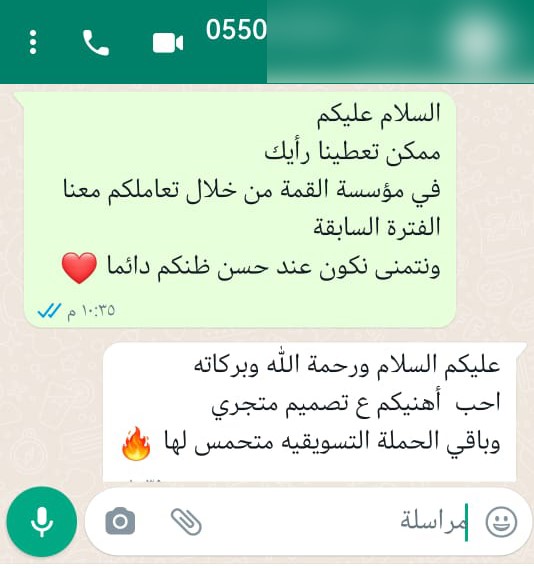 0550
السلام عليكم
ممكن تعطينا رأيك
في مؤسسة القمة من خلال تعاملكم معنا
الفترة السابقة
ونتمنى نكون عند حسن ظنكم دائما ❤️
١٠:٣٥ م
عليكم السلام ورحمة الله وبركاته
احب أهنيكم ع تصميم متجري
وباقي الحملة التسويقيه متحمس لها 🔥
مراسلة